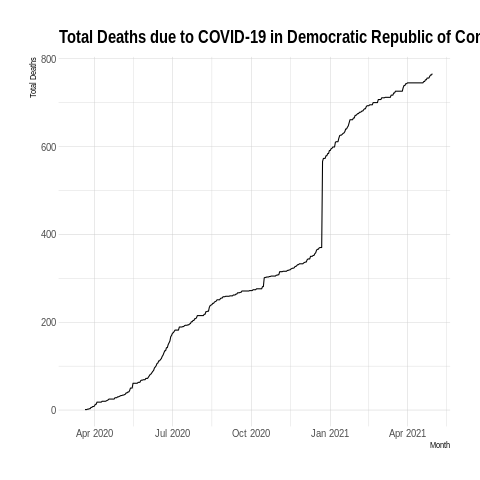 Total Deaths due to COVID-19 in Democratic Republic of Cor
Total Deaths
800
600
400
200
0
Apr 2020 Jul 2020 Oct 2020 Jan 2021 Apr 2021
Month